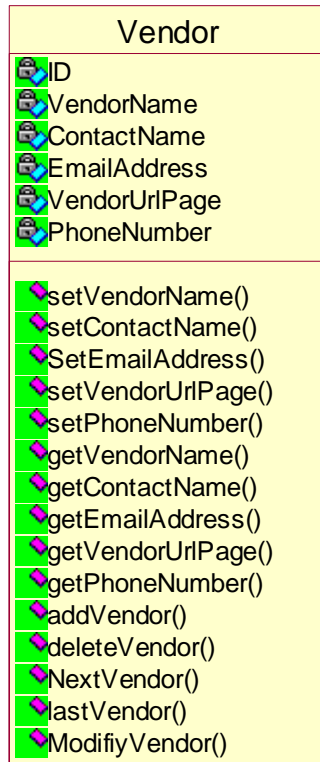 Vendor
ID
VendorName
ContactName
EmailAddress
VendorUrlPage
PhoneNumber
setVendorName()
setContactName()
SetEmailAddress()
setVendorUrlPage()
setPhoneNumber()
getVendorName()
getContactName()
getEmailAddress()
getVendorUrlPage()
getPhoneNumber()
addVendor()
deleteVendor()
NextVendor()
lastVendor()
ModifiyVendor()